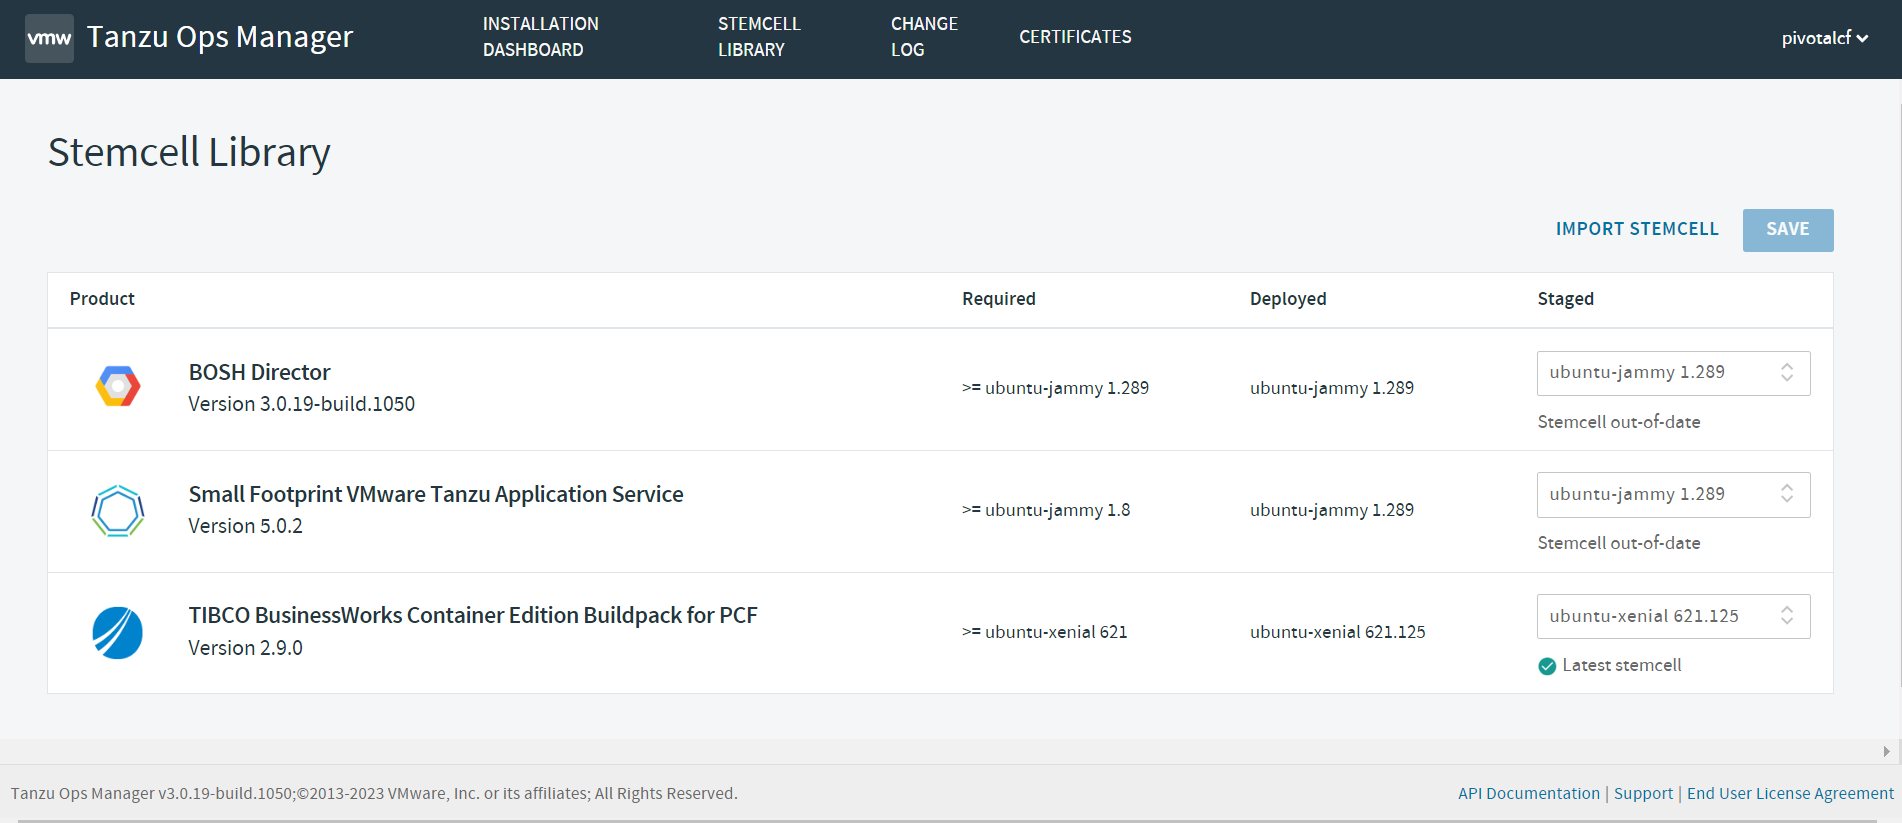 vmw Tanzu Ops Manager
INSTALLATION
DASHBOARD
STEMCELL
LIBRARY
CHANGE
LOG
CERTIFICATES
pivotalcf
Stemcell Library
IMPORT STEMCELL
SAVE
Product Required Deployed Staged
BOSH Director
Version 3.0.19-build.1050
>= ubuntu-jammy 1.289
ubuntu-jammy 1.289
ubuntu-jammy 1.289
Stemcell out-of-date
Small Footprint VMware Tanzu Application Service
Version 5.0.2
>= ubuntu-jammy 1.8
ubuntu-jammy 1.289
ubuntu-jammy 1.289
Stemcell out-of-date
TIBCO BusinessWorks Container Edition Buildpack for PCF
Version 2.9.0
>= ubuntu-xenial 621
ubuntu-xenial 621.125
ubuntu-xenial 621.125
Latest stemcell
Tanzu Ops Manager v3.0.19-build.1050;©2013-2023 VMware, Inc. or its affiliates; All Rights Reserved.
API Documentation | Support | End User License Agreement